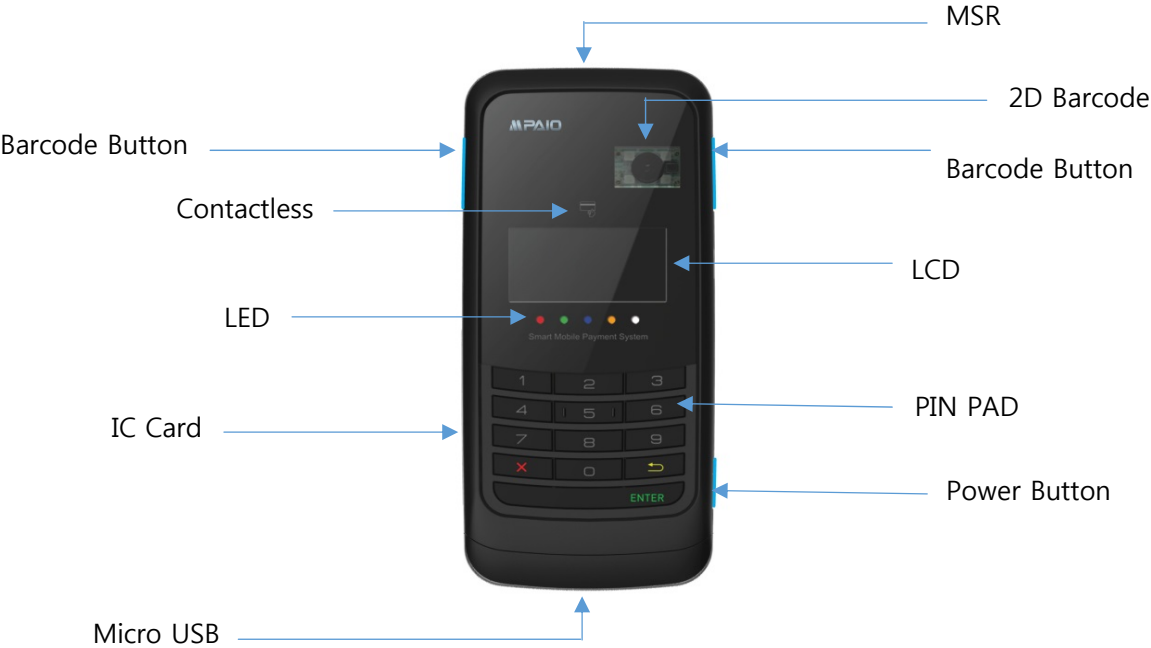 MSR
2D Barcode
MPAIO
Barcode Button
Barcode Button
Contactless
LCD
LED
Smart Mobile Payment System
1 2 3
4 5 6
7 8 9
0
ENTER
PIN PAD
IC Card
Power Button
Micro USB